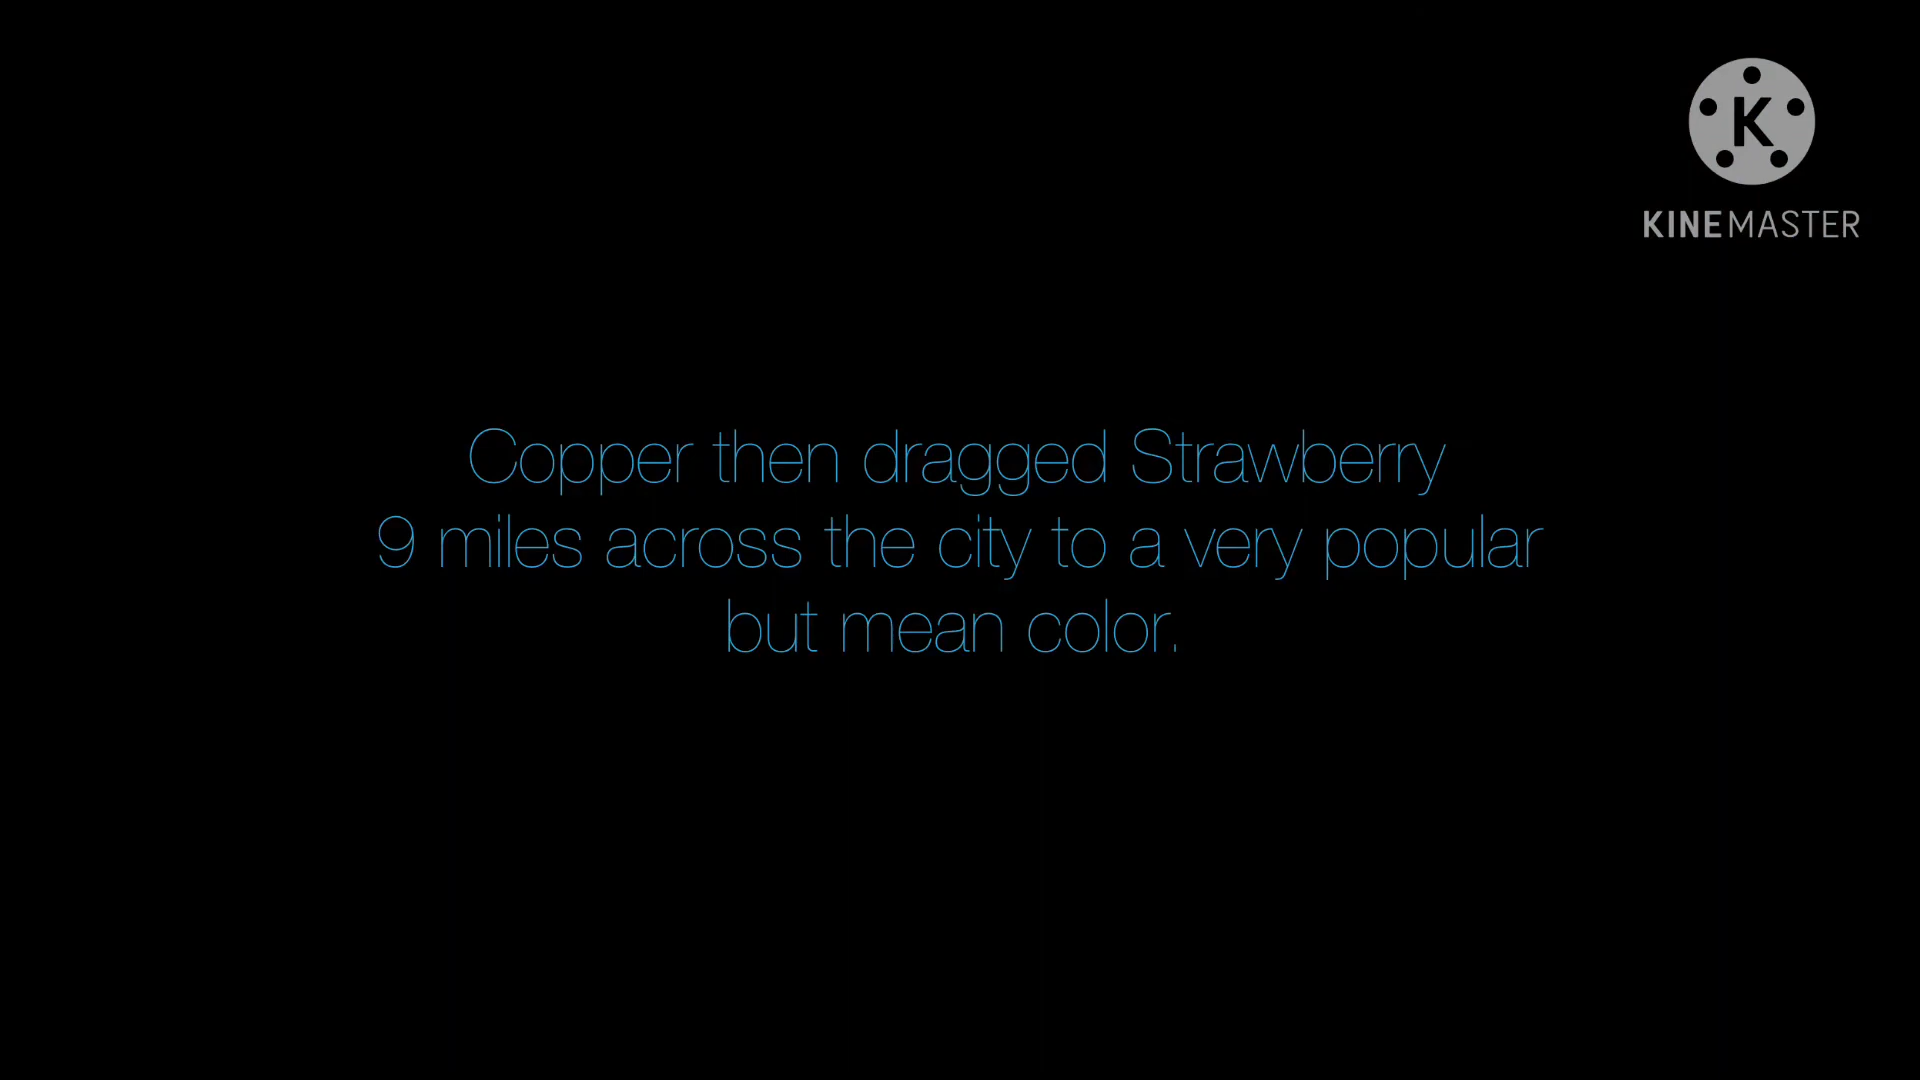 K
KINEMASTER
Copper then dragged Strawberry
9 miles across the city to a very popular
but mean color.